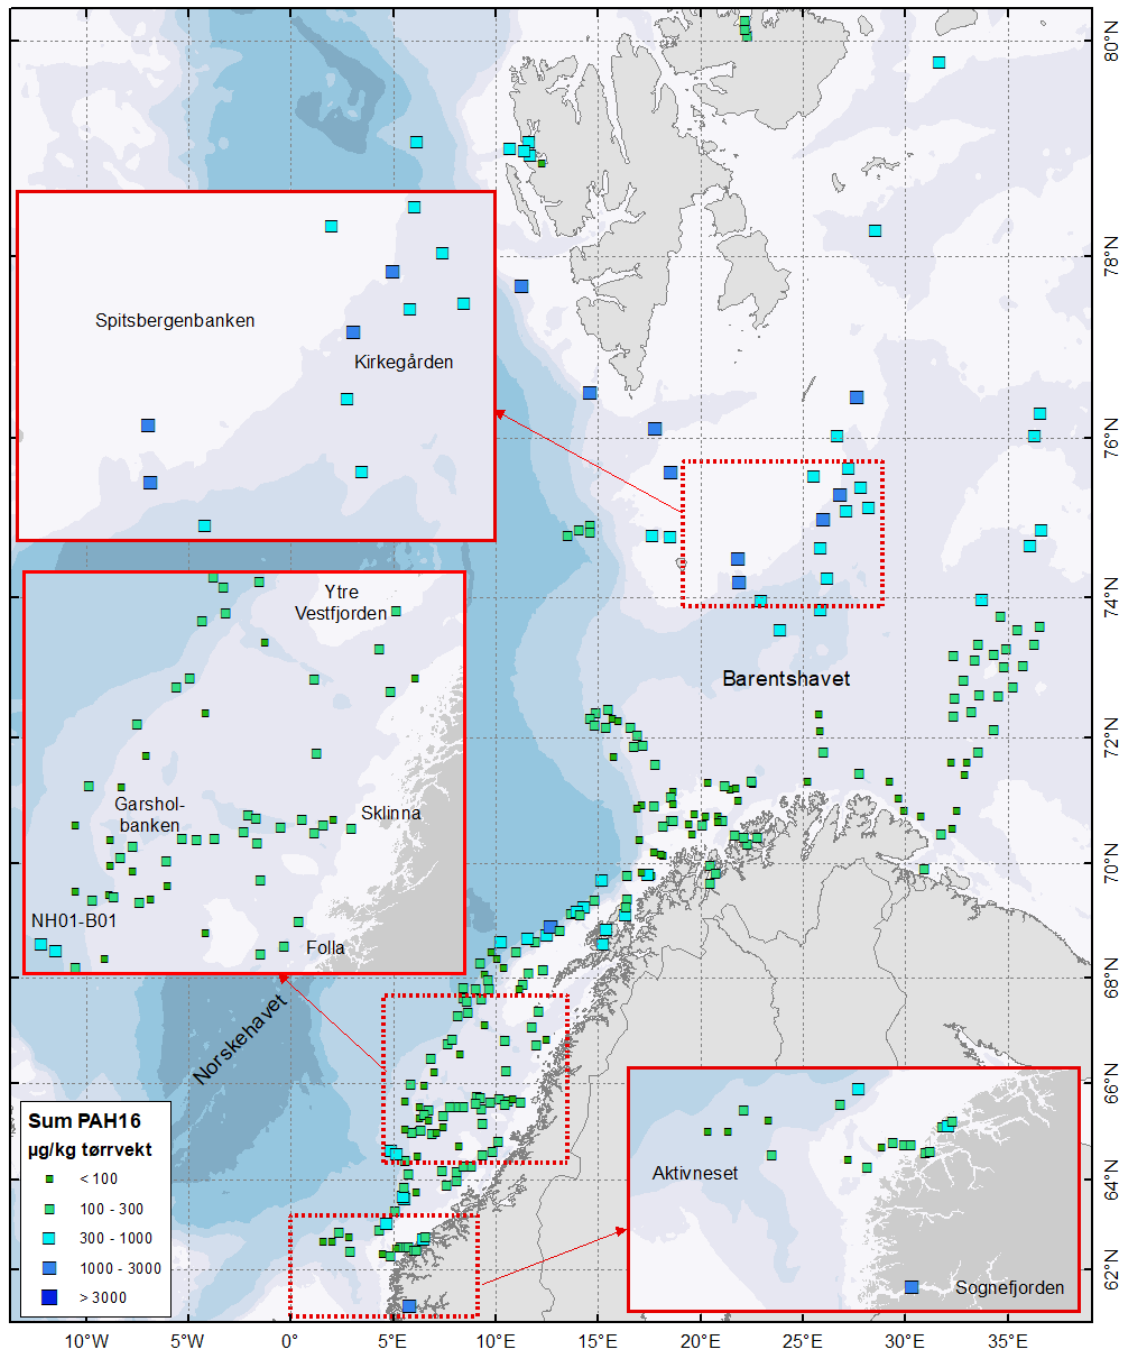 80°N
78°N
Spitsbergenbanken
Kirkegården
76°N
74°N
Ytre
Vestfjorden
Barentshavet
72°N
Garshol-
banken
Sklinna
70°N
NH01-B01
Folla
68°N
Norskehavet
66°N
Sum PAH16
µg/kg tørrvekt
< 100
100 - 300
300 - 1000
1000 - 3000
> 3000
Aktivneset
64°N
62°N
Sognefjorden
10°W
5°W
0°
5°E
10°E
15°E
20°E
25°E
30°E
35°E